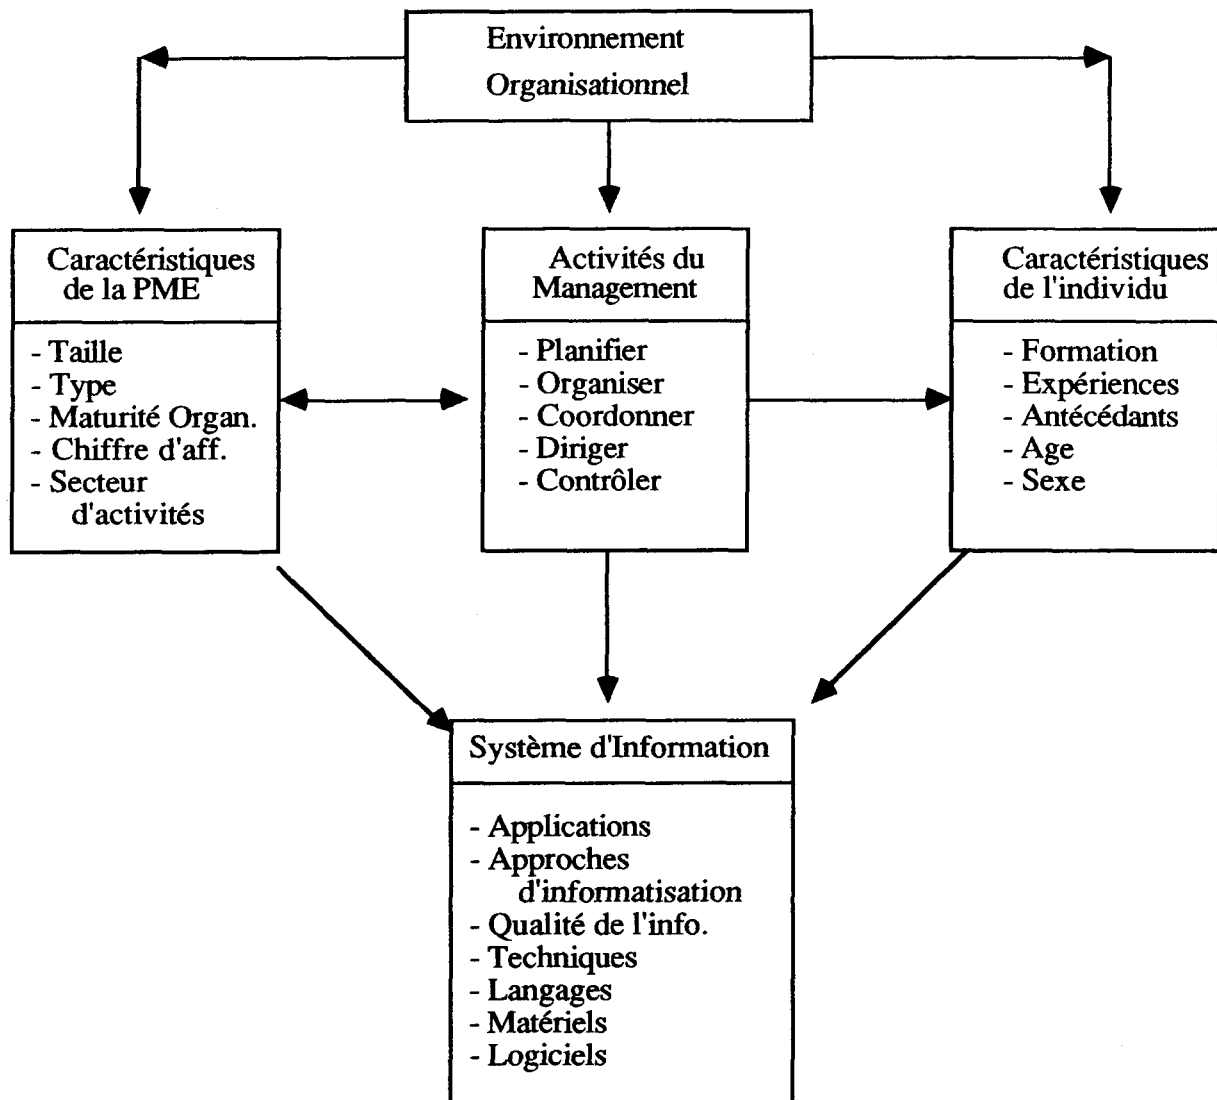 Environnement
Organisationnel
Caractéristiques
de la PME
- Taille
- Type
- Maturité Organ.
- Chiffre d'aff.
- Secteur
d'activités
Activités du
Management
- Planifier
- Organiser
- Coordonner
- Diriger
- Contrôler
Caractéristiques
de l'individu
- Formation
- Expériences
- Antécédants
- Age
- Sexe
Système d'Information
- Applications
- Approches
d'informatisation
- Qualité de l'info.
- Techniques
- Langages
- Matériels
- Logiciels